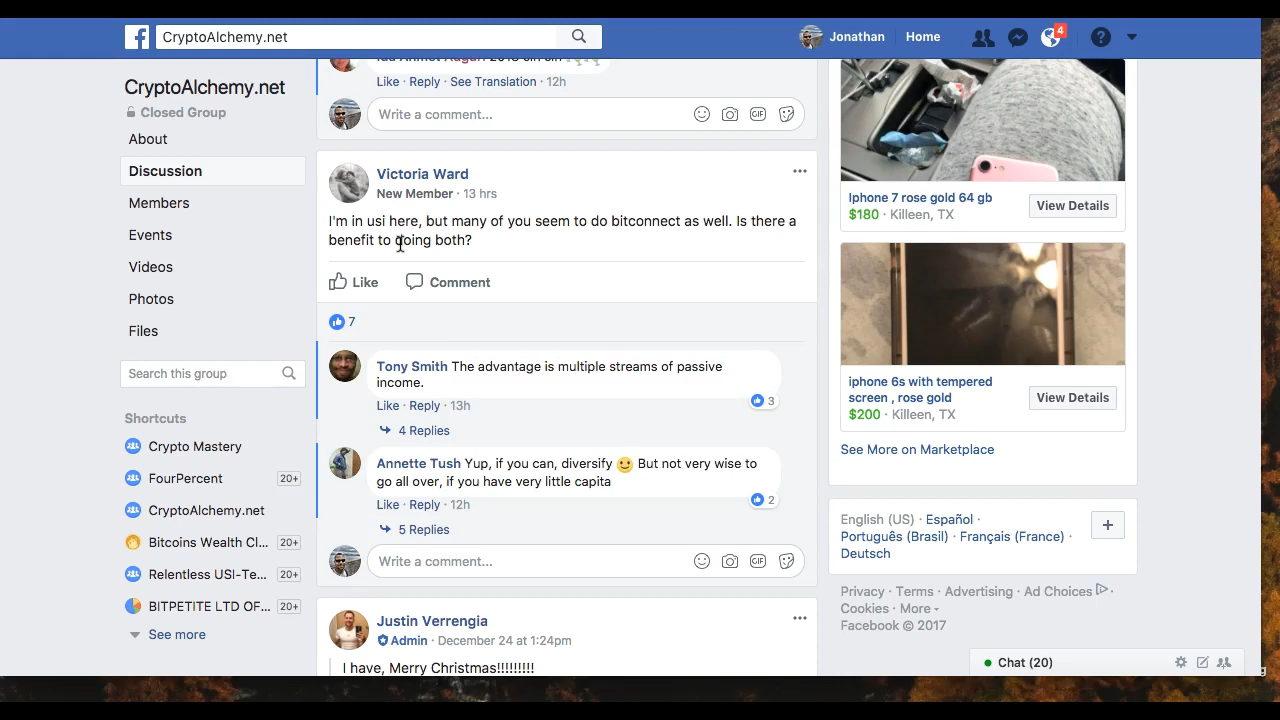 CryptoAlchemy.net
Jonathan Home 4
CryptoAlchemy.net
Closed Group
About
Discussion
Members
Events
Videos
Photos
Files
Search this group
Shortcuts
Crypto Mastery
FourPercent 20+
CryptoAlchemy.net
Bitcoins Wealth Cl... 20+
Relentless USI-Te... 20+
BITPETITE LTD OF... 20+
See more
Like · Reply · See Translation · 12h
Write a comment... GIF
Victoria Ward
New Member · 13 hrs
I'm in usi here, but many of you seem to do bitconnect as well. Is there a
benefit to doing both?
Like Comment
7
Tony Smith The advantage is multiple streams of passive
income.
3
Like · Reply · 13h
4 Replies
Annette Tush Yup, if you can, diversify But not very wise to
go all over, if you have very little capita
2
Like · Reply · 12h
5 Replies
Write a comment... GIF
Justin Verrengia
Admin · December 24 at 1:24pm
I have, Merry Christmas!!!!!!!!!
Iphone 7 rose gold 64 gb
$180 · Killeen, TX
View Details
iphone 6s with tempered
screen , rose gold
$200 · Killeen, TX
View Details
See More on Marketplace
English (US) · Español ·
Português (Brasil) · Français (France) ·
Deutsch
Privacy · Terms · Advertising · Ad Choices ·
Cookies · More
Facebook © 2017
Chat (20)